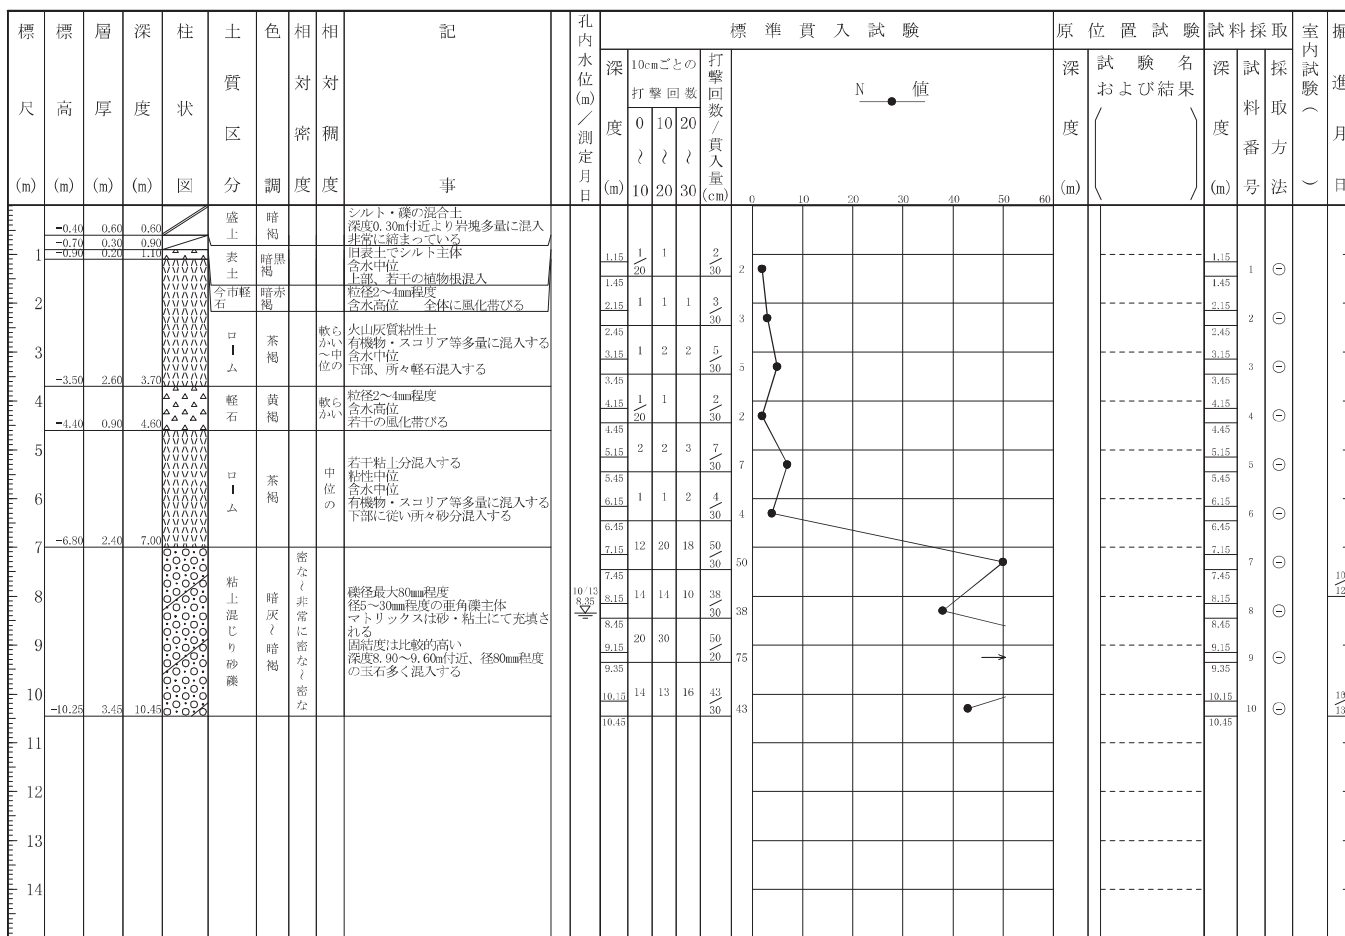 標尺(m)
標高(m)
層厚(m)
深度(m)
柱状図
土質区分
色調
相対密度
相対稠度
記事
孔内水位(m)／測定月日
標準貫入試験
深度(m)
10cmごとの
打撃回数
0〜10
10〜20
20〜30
打撃回数/貫入量(cm)
N 値
0 10 20 30 40 50 60
原位置試験
深度(m)
試験名
および結果
試料採取
深度(m)
試料番号
採取方法
室内試験( )
掘進月日
-0.40 0.60 0.60
盛土
暗褐
シルト・礫の混合土
深度0.30m付近より岩塊多量に混入
非常に締まっている
-0.70 0.30 0.90
表土
暗黒褐
旧表土でシルト主体
含水中位
上部、若干の植物根混入
-0.90 0.20 1.10
今市軽石
暗赤褐
粒径2〜4mm程度
含水高位 全体に風化帯びる
-3.50 2.60 3.70
ローム
茶褐
軟らかい〜中位の
火山灰質粘性土
有機物・スコリア等多量に混入する
含水中位
下部、所々軽石混入する
-4.40 0.90 4.60
軽石
黄褐
軟らかい
粒径2〜4mm程度
含水高位
若干の風化帯びる
-6.80 2.40 7.00
ローム
茶褐
中位の
若干粘土分混入する
粘性中位
含水中位
有機物・スコリア等多量に混入する
下部に従い所々砂分混入する
-10.25 3.45 10.45
粘土混じり砂礫
暗灰〜暗褐
密な〜非常に密な〜密な
礫径最大80mm程度
径5〜30mm程度の亜角礫主体
マトリックスは砂・粘土にて充填さ
れる
固結度は比較的高い
深度8.90〜9.60m付近、径80mm程度
の玉石多く混入する
10/13
8.35
1
2
3
4
5
6
7
8
9
10
11
12
13
14
1.15 1/20 1 2/30 2 1.15 1 ⊖
1.45 1.45
2.15 1 1 1 3/30 3 2.15 2 ⊖
2.45 2.45
3.15 1 2 2 5/30 5 3.15 3 ⊖
3.45 3.45
4.15 1/20 1 2/30 2 4.15 4 ⊖
4.45 4.45
5.15 2 2 3 7/30 7 5.15 5 ⊖
5.45 5.45
6.15 1 1 2 4/30 4 6.15 6 ⊖
6.45 6.45
7.15 12 20 18 50/30 50 7.15 7 ⊖
7.45 7.45
8.15 14 14 10 38/30 38 8.15 8 ⊖
8.45 8.45
9.15 20 30 50/20 75 9.15 9 ⊖
9.35 9.35
10.15 14 13 16 43/30 43 10.15 10 ⊖
10.45 10.45
10/12
10/13